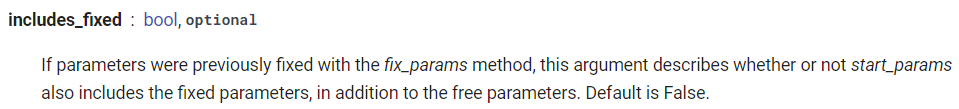 includes_fixed : bool, optional
If parameters were previously fixed with the fix_params method, this argument describes whether or not start_params
also includes the fixed parameters, in addition to the free parameters. Default is False.